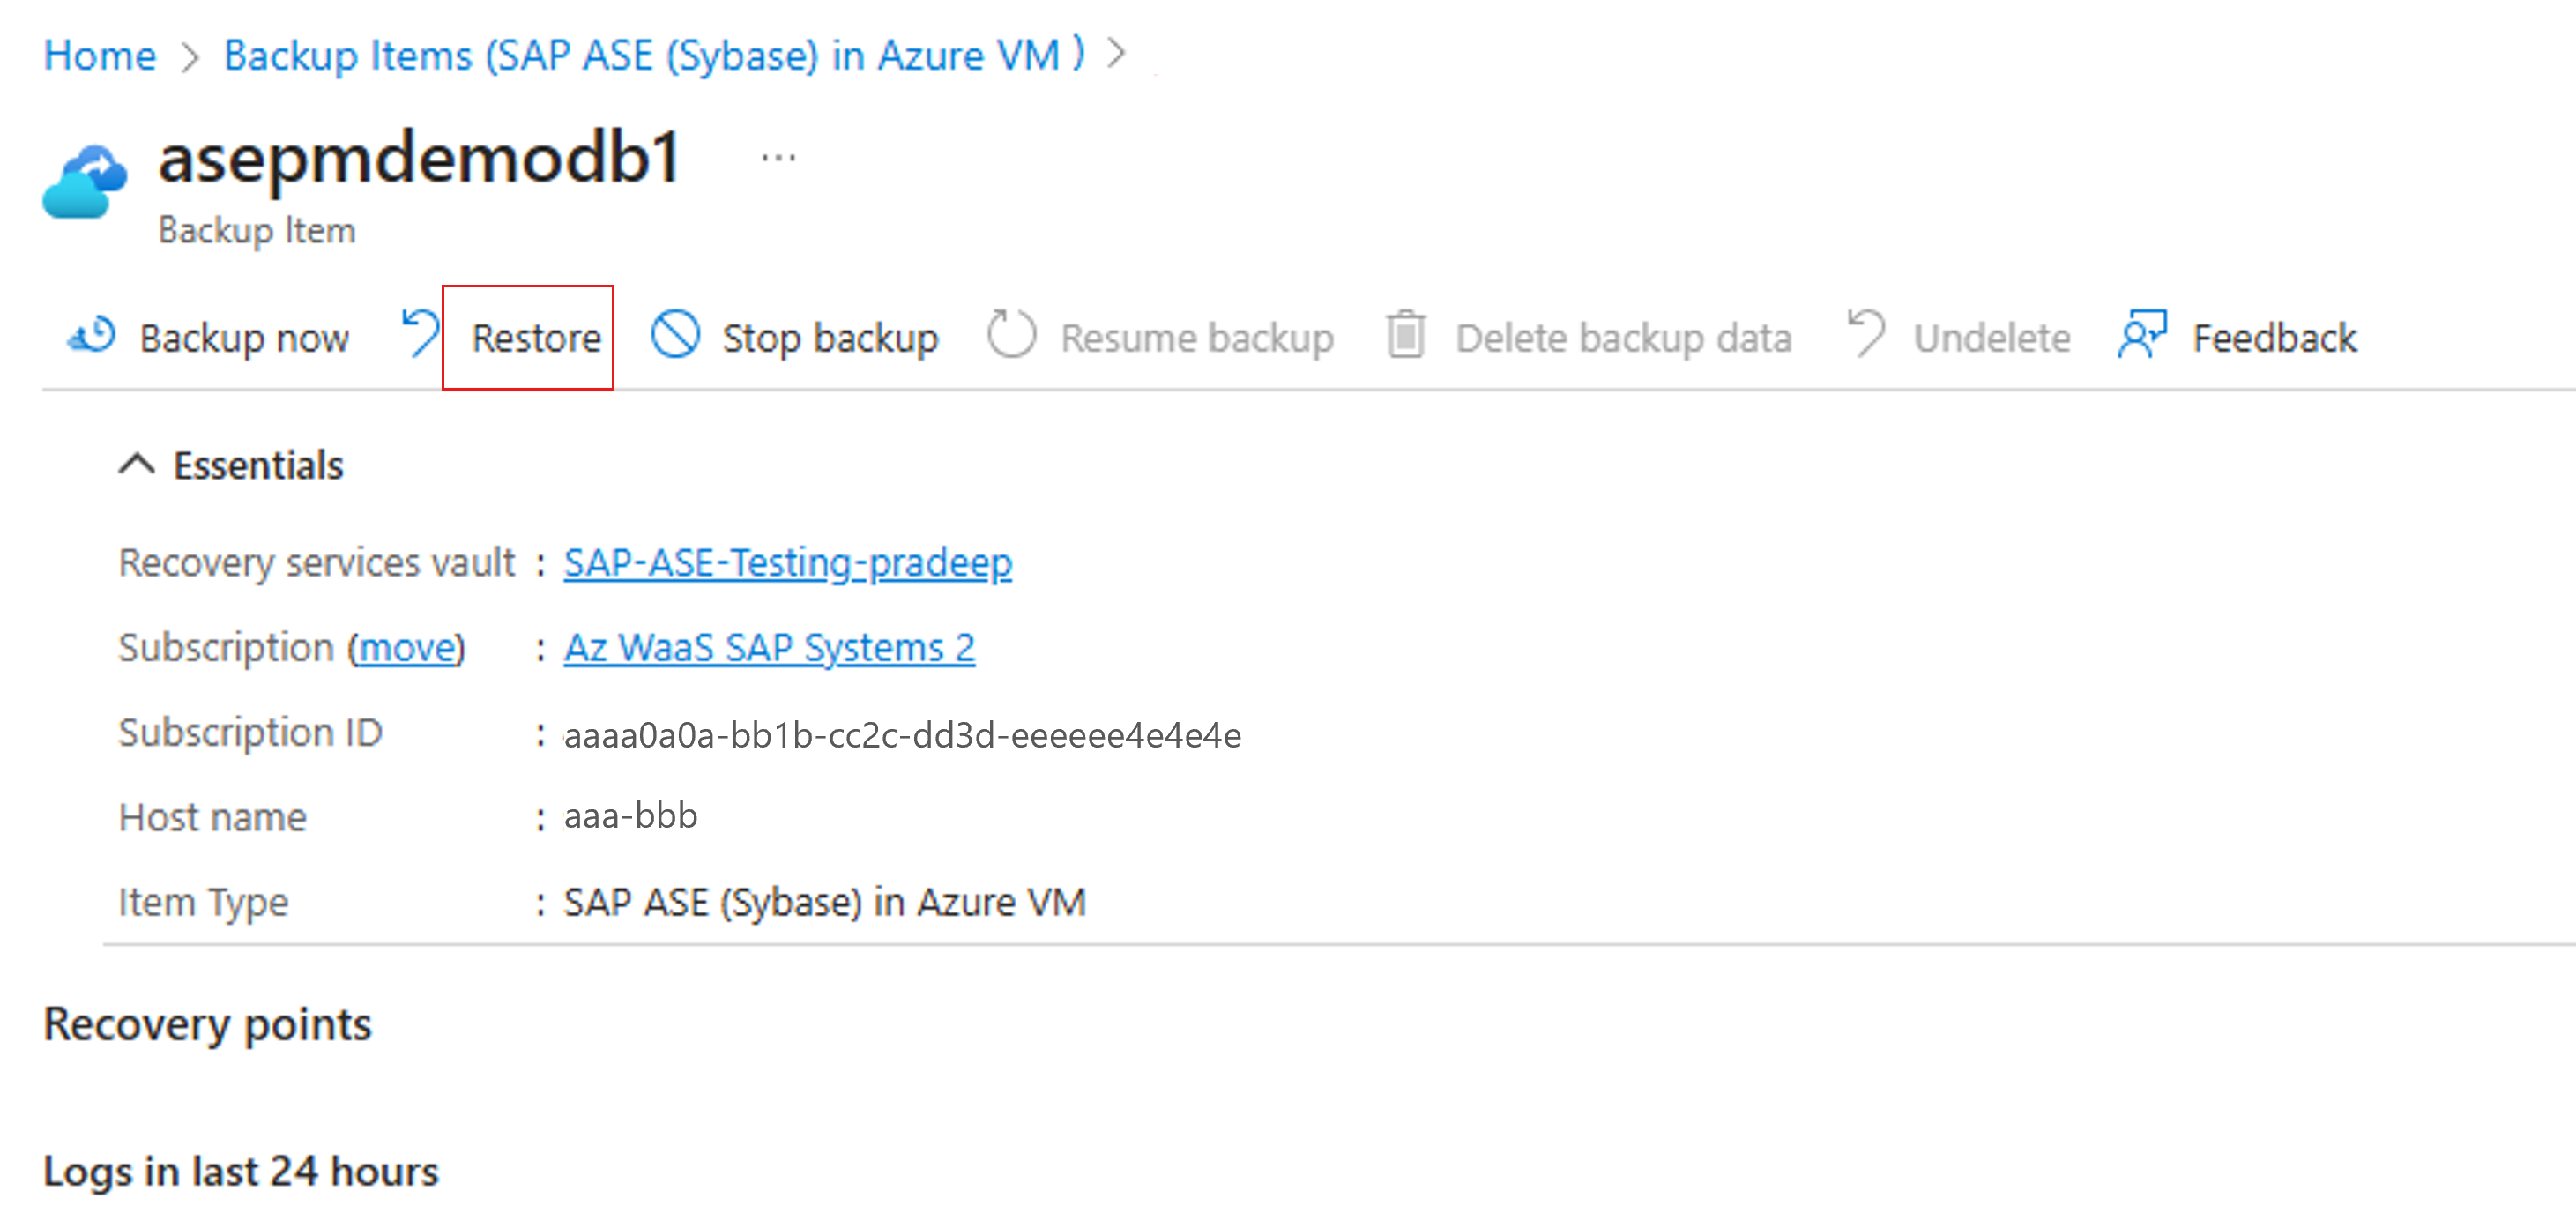 Home > Backup Items (SAP ASE (Sybase) in Azure VM ) >
asepmdemodb1 ...
Backup Item
Backup now Restore Stop backup Resume backup Delete backup data Undelete Feedback
Essentials
Recovery services vault : SAP-ASE-Testing-pradeep
Subscription (move) : Az WaaS SAP Systems 2
Subscription ID : aaaa0a0a-bb1b-cc2c-dd3d-eeeeee4e4e4e
Host name : aaa-bbb
Item Type : SAP ASE (Sybase) in Azure VM
Recovery points
Logs in last 24 hours